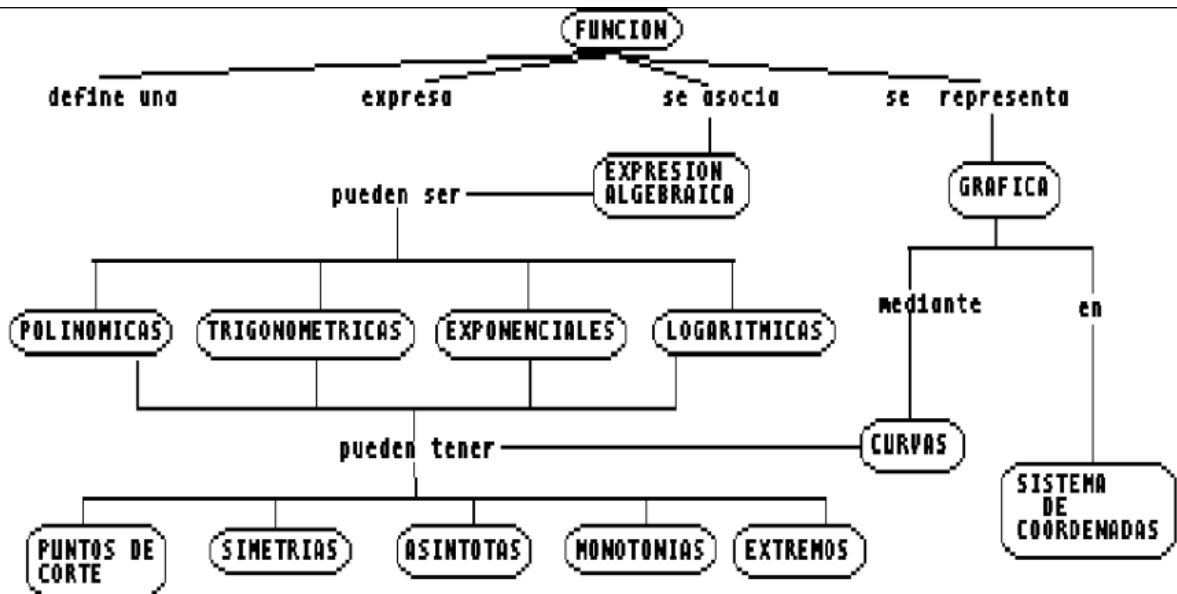 FUNCION
define una
expresa
se asocia
se representa
EXPRESION
ALGEBRAICA
GRAFICA
pueden ser
mediante
en
POLINOMICAS
TRIGONOMETRICAS
EXPONENCIALES
LOGARITMICAS
pueden tener
CURVAS
SISTEMA
DE
COORDENADAS
PUNTOS DE
CORTE
SIMETRIAS
ASINTOTAS
MONOTONIAS
EXTREMOS